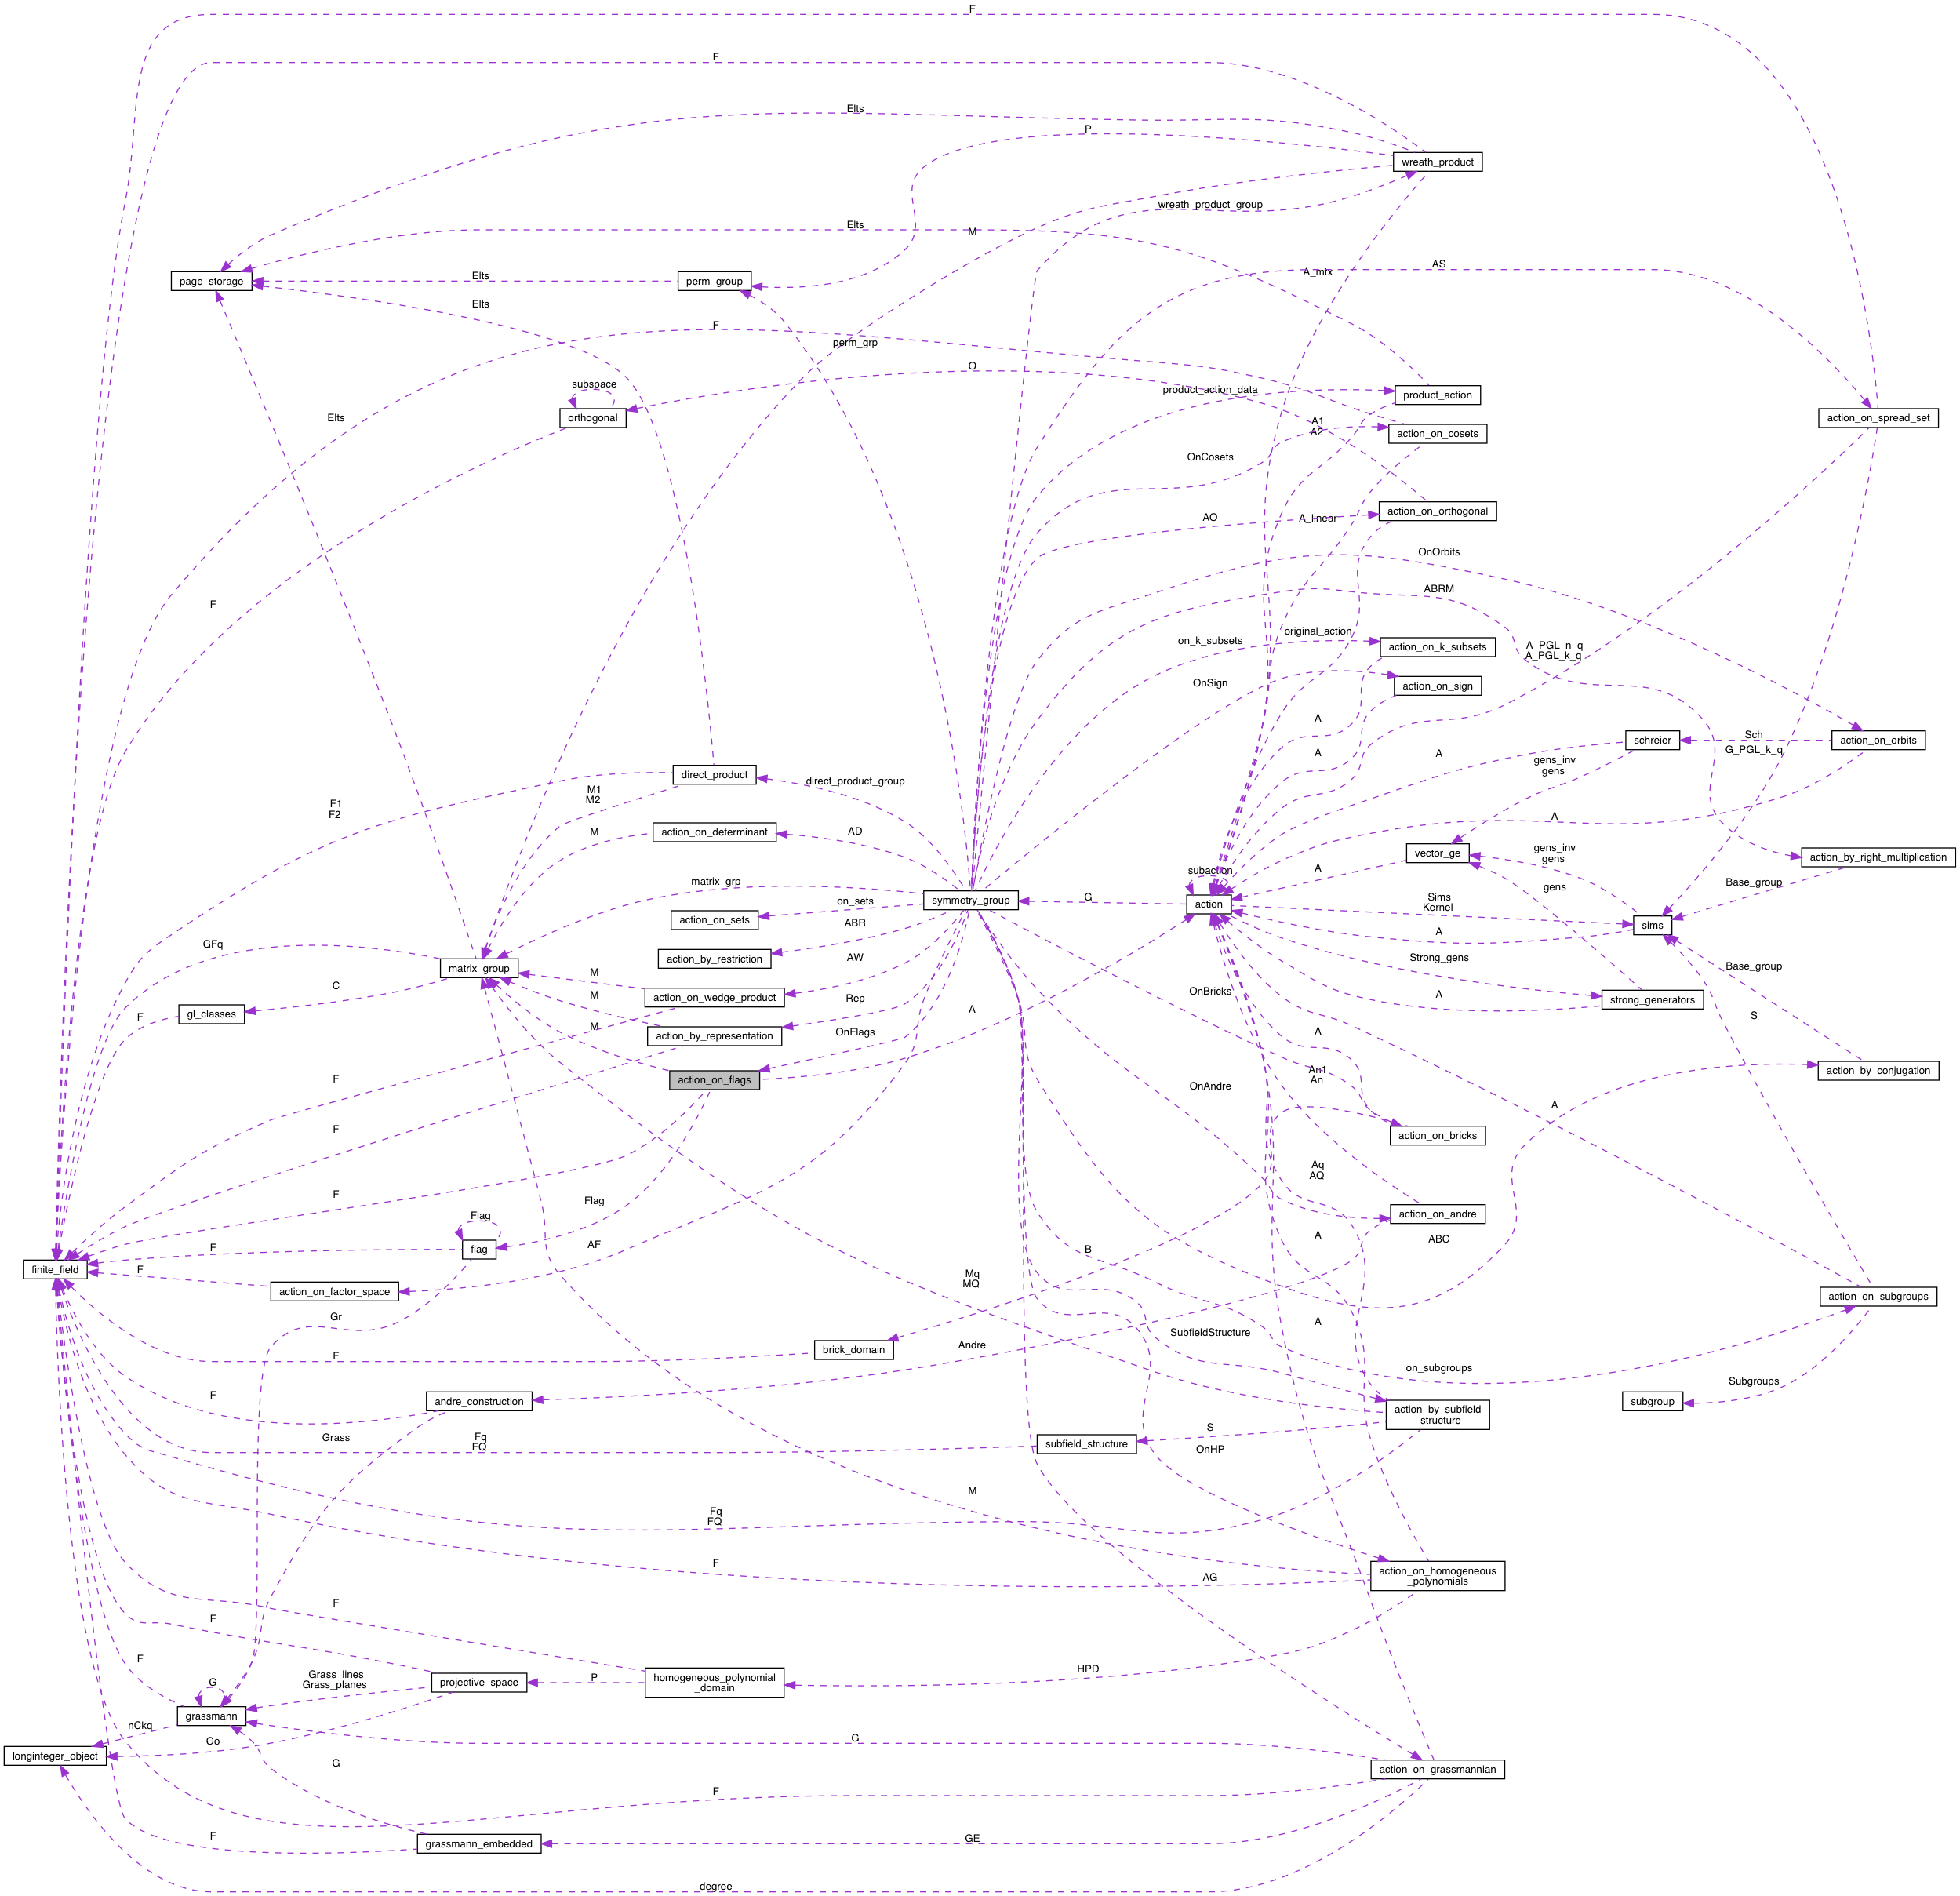 F
F
Elts
P
wreath_product
wreath_product_group
Elts
M
AS
A_mtx
page_storage
Elts
perm_group
Elts
F
perm_grp
O
subspace
product_action_data
product_action
orthogonal
Elts
A1
A2
action_on_cosets
action_on_spread_set
OnCosets
action_on_orthogonal
AO
A_linear
OnOrbits
ABRM
F
original_action
on_k_subsets
action_on_k_subsets
A_PGL_n_q
A_PGL_k_q
OnSign
action_on_sign
A
Sch
schreier
action_on_orbits
G_PGL_k_q
A
A
gens_inv
gens
direct_product
direct_product_group
M1
M2
F1
F2
A
M
action_on_determinant
AD
vector_ge
gens_inv
gens
action_by_right_multiplication
A
subaction
matrix_grp
Base_group
gens
on_sets
symmetry_group
G
action
Sims
Kernel
action_on_sets
ABR
sims
A
GFq
action_by_restriction
AW
Strong_gens
Base_group
matrix_group
M
C
action_on_wedge_product
OnBricks
A
strong_generators
gl_classes
F
M
Rep
A
S
M
action_by_representation
OnFlags
A
action_by_conjugation
F
action_on_flags
OnAndre
An1
An
A
F
action_on_bricks
Aq
AQ
F
Flag
Flag
action_on_andre
A
ABC
flag
F
AF
B
finite_field
F
action_on_factor_space
Mq
MQ
action_on_subgroups
Gr
A
SubfieldStructure
Andre
F
brick_domain
on_subgroups
Subgroups
F
andre_construction
subgroup
action_by_subfield
_structure
S
Grass
Fq
FQ
subfield_structure
OnHP
M
Fq
FQ
F
AG
action_on_homogeneous
_polynomials
F
F
F
Grass_lines
Grass_planes
G
projective_space
P
homogeneous_polynomial
_domain
HPD
grassmann
nCkq
Go
G
longinteger_object
G
action_on_grassmannian
F
F
grassmann_embedded
GE
degree